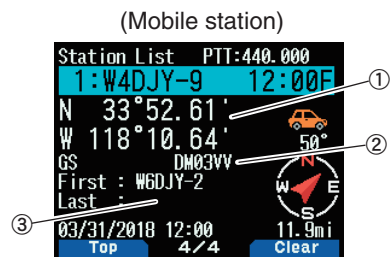 (Mobile station)
Station List PTT:440.000
1:W4DJY-9 12:00F
N 33°52.61'
W 118°10.64' 50°
GS DM03VV
First : W6DJY-2
Last :
N
W E
S
03/31/2018 12:00 11.9mi
Top 4/4 Clear
①
②
③